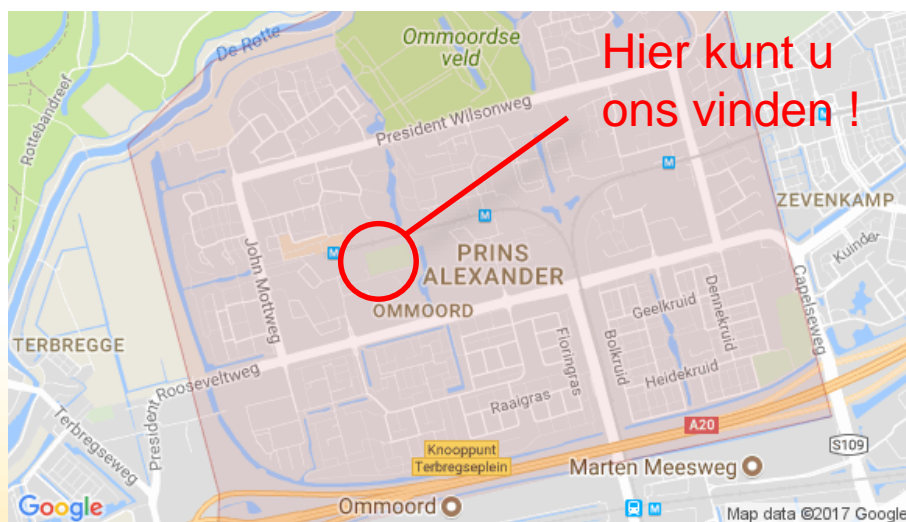 De Rotte
Ommoordse
veld
Hier kunt u
ons vinden !
Rottebandreef
President Wilsonweg
M
M
M
ZEVENKAMP
John Mottweg
PRINS
ALEXANDER
Kuinder
OMMOORD
Capelseweg
Geelkruid
Dennekruid
TERBREGGE
Fioringras
Bolkruid
President Rooseveltweg
Heidekruid
Raaigras
Terbregseweg
A20
Knooppunt
Terbregseplein
S109
Marten Meesweg
Google
Ommoord
M
Map data ©2017 Google